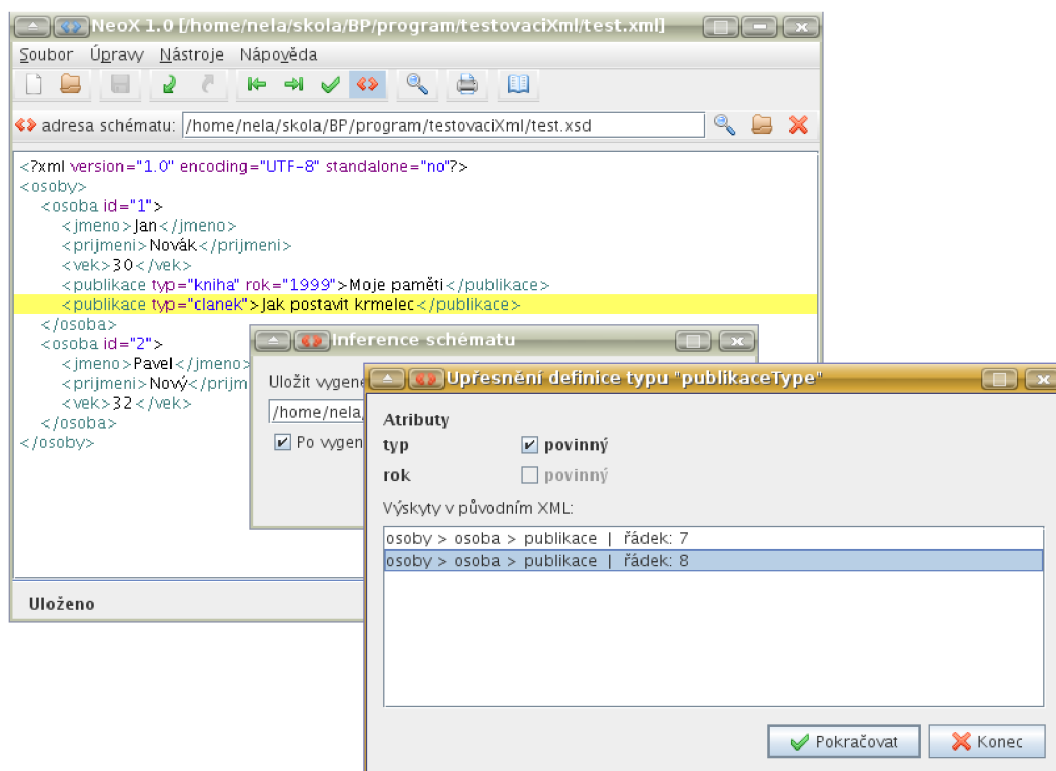 NeoX 1.0 [/home/nela/skola/BP/program/testovaciXml/test.xml]
Soubor Úpravy Nástroje Nápověda
adresa schématu: /home/nela/skola/BP/program/testovaciXml/test.xsd
<?xml version="1.0" encoding="UTF-8" standalone="no"?>
<osoby>
<osoba id="1">
<jmeno>Jan</jmeno>
<prijmeni>Novák</prijmeni>
<vek>30</vek>
<publikace typ="kniha" rok="1999">Moje paměti</publikace>
<publikace typ="clanek">Jak postavit krmelec</publikace>
</osoba>
<osoba id="2">
<jmeno>Pavel</jmeno>
<prijmeni>Nový</prijm
<vek>32</vek>
</osoba>
</osoby>
Uloženo
Inference schématu
Uložit vygene
/home/nela,
Po vygen
Upřesnění definice typu "publikaceType"
Atributy
typ povinný
rok povinný
Výskyty v původním XML:
osoby > osoba > publikace | řádek: 7
osoby > osoba > publikace | řádek: 8
Pokračovat Konec